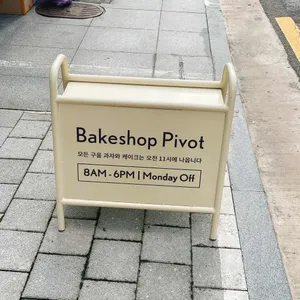 Bakeshop Pivot
모든 구움 과자와 케이크는 오전 11시에 나옵니다
8AM - 6PM | Monday Off